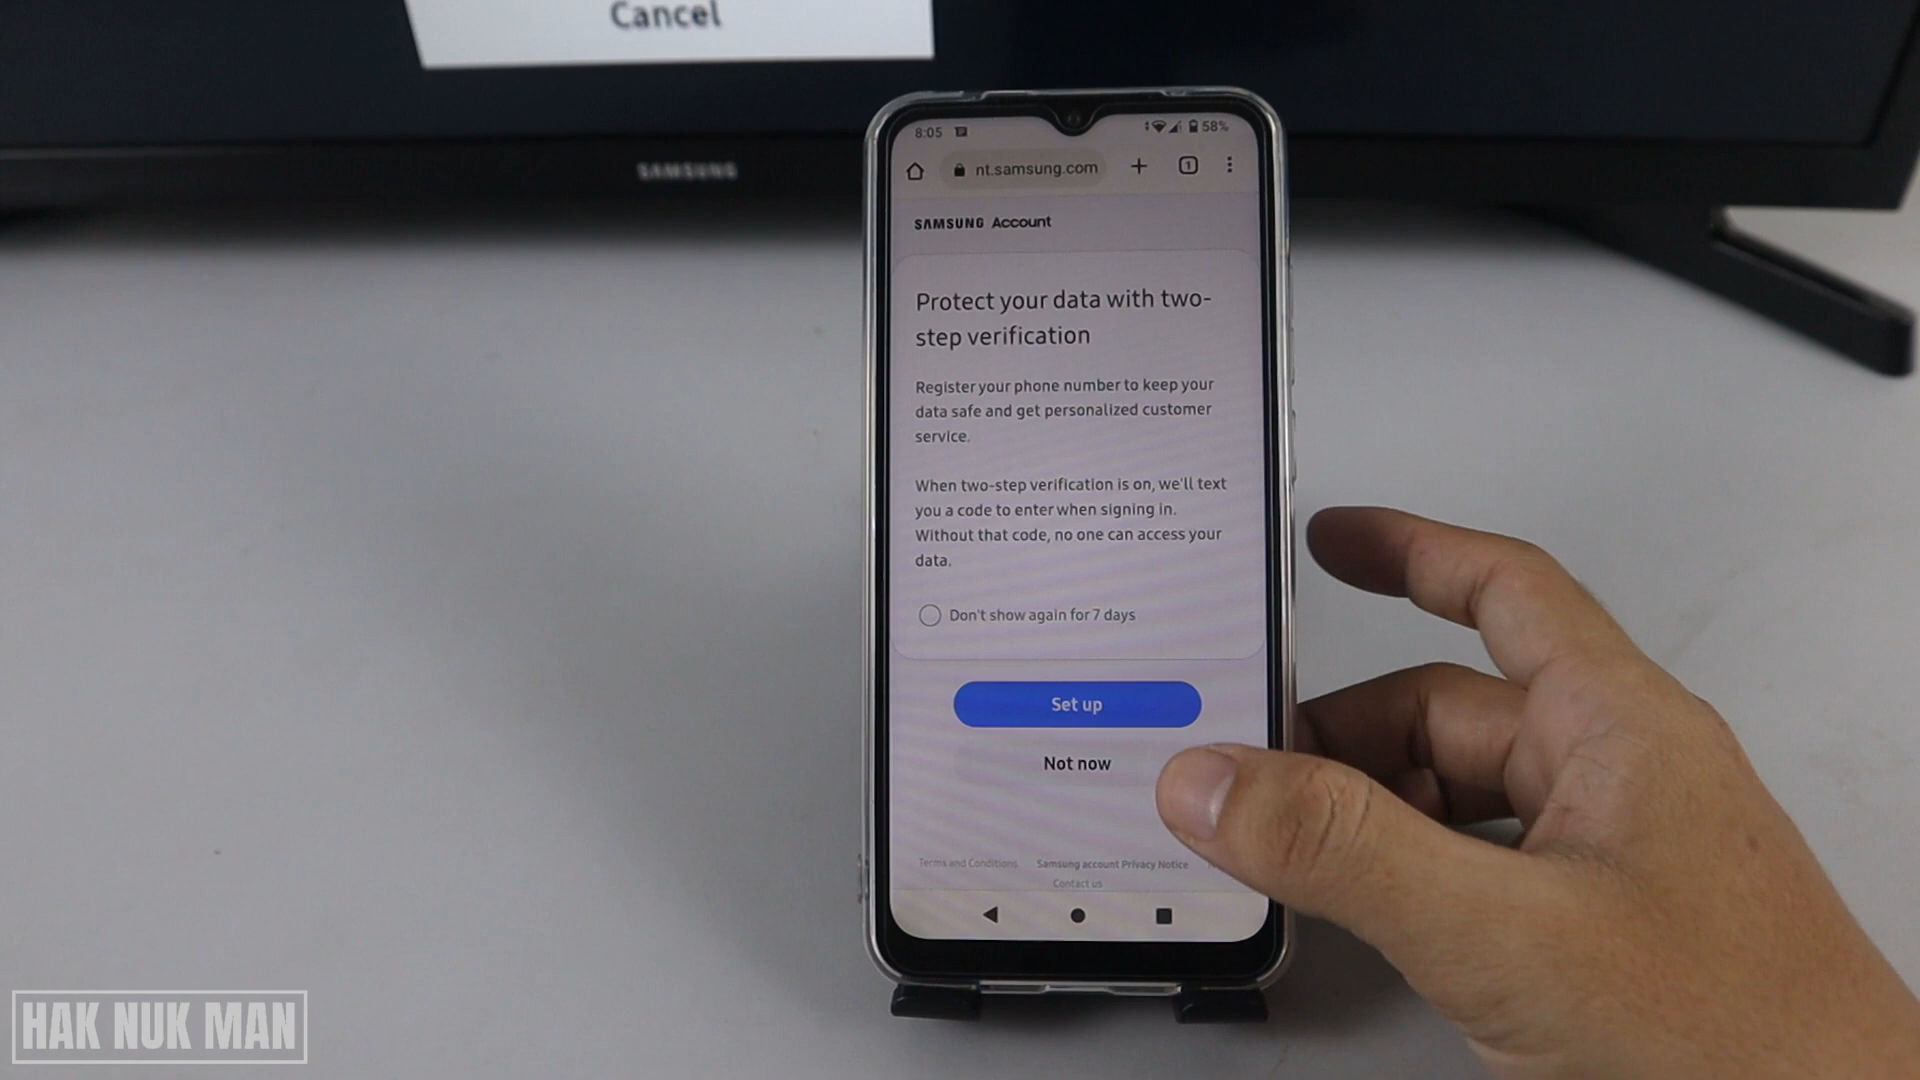 Cancel
SAMSUNG
8:05
58%
nt.samsung.com
1
SAMSUNG Account
Protect your data with two-
step verification
Register your phone number to keep your
data safe and get personalized customer
service.
When two-step verification is on, we'll text
you a code to enter when signing in.
Without that code, no one can access your
data.
Don't show again for 7 days
Set up
Not now
Terms and Conditions
Samsung account Privacy Notice
Contact us
HAK NUK MAN